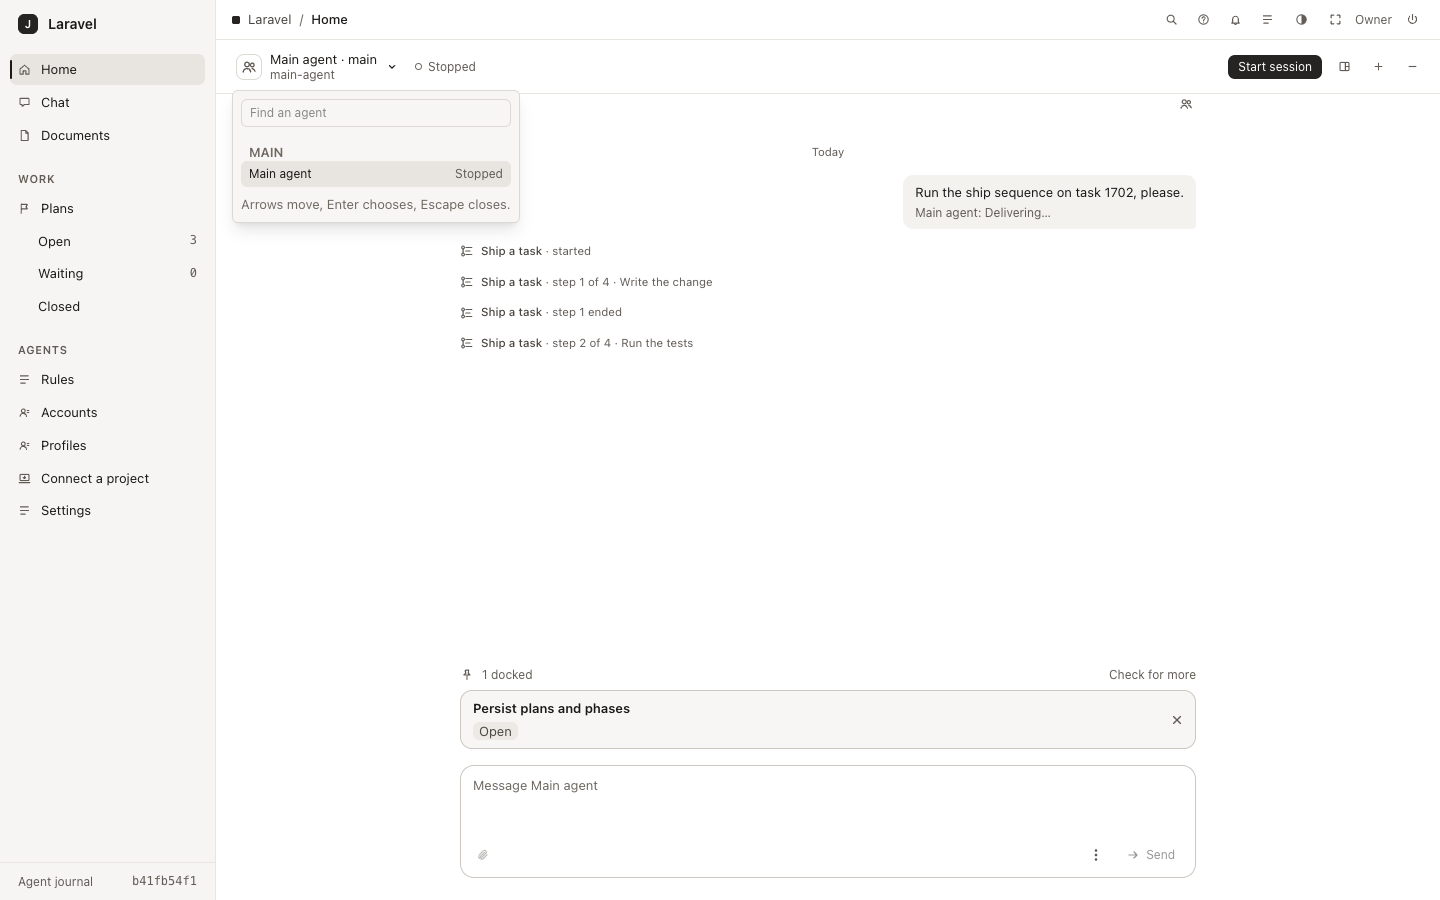 J Laravel
Home
Chat
Documents
WORK
Plans
Open 3
Waiting 0
Closed
AGENTS
Rules
Accounts
Profiles
Connect a project
Settings
Agent journal b41fb54f1
Laravel / Home
Owner
Main agent · main
main-agent
Stopped
Start session
Find an agent
MAIN
Main agent Stopped
Arrows move, Enter chooses, Escape closes.
Today
Run the ship sequence on task 1702, please.
Main agent: Delivering…
Ship a task · started
Ship a task · step 1 of 4 · Write the change
Ship a task · step 1 ended
Ship a task · step 2 of 4 · Run the tests
1 docked
Check for more
Persist plans and phases
Open
Message Main agent
Send